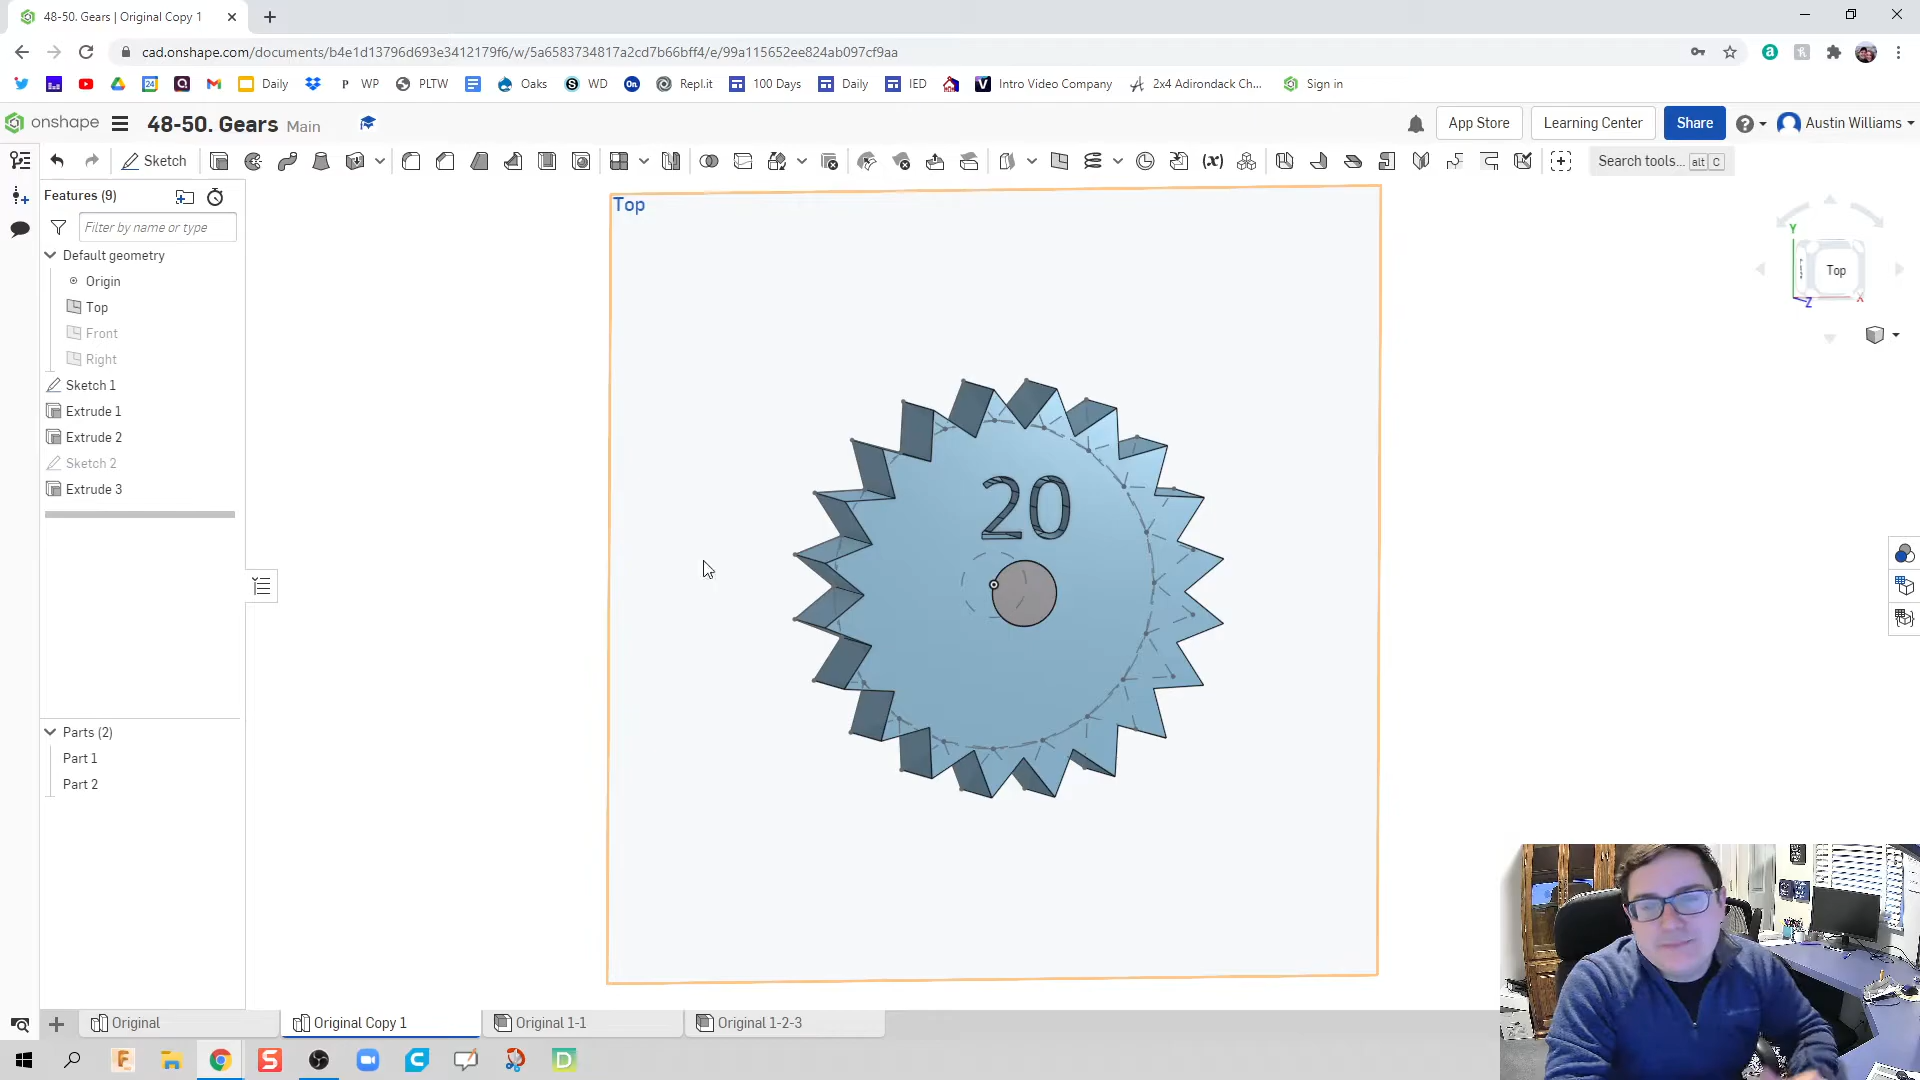 48-50. Gears | Original Copy 1
cad.onshape.com/documents/b4e1d13796d693e3412179f6/w/5a6583734817a2cd7b66bff4/e/99a115652ee824ab097cf9aa
Daily
P WP
PLTW
Oaks
S WD
On
Repl.it
100 Days
Daily
IED
V Intro Video Company
2x4 Adirondack Ch...
Sign in
onshape
48-50. Gears Main
App Store
Learning Center
Share
Austin Williams
Sketch
(x)
Search tools... alt C
Features (9)
Filter by name or type
Default geometry
Origin
Top
Front
Right
Sketch 1
Extrude 1
Extrude 2
Sketch 2
Extrude 3
Parts (2)
Part 1
Part 2
Top
20
Y
Top
Z
X
Original
Original Copy 1
Original 1-1
Original 1-2-3
F
S
C
D